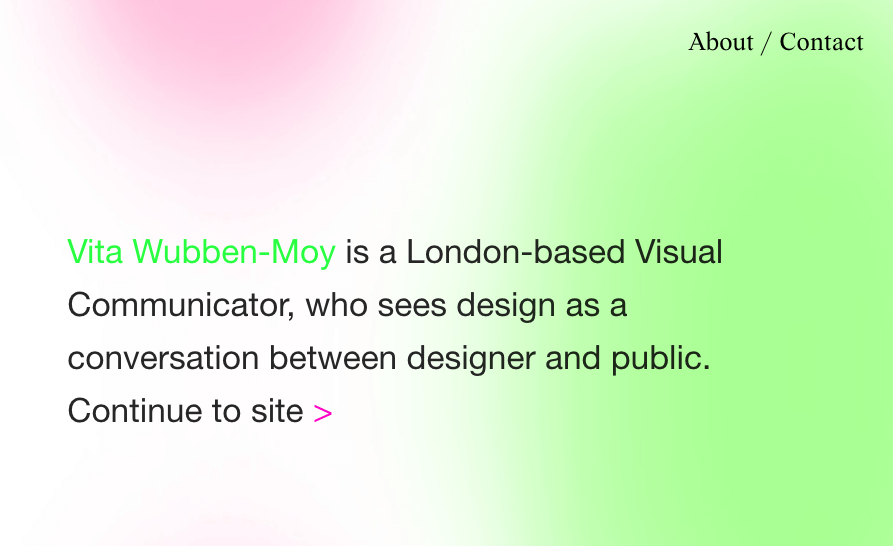 About / Contact
Vita Wubben-Moy is a London-based Visual
Communicator, who sees design as a
conversation between designer and public.
Continue to site >